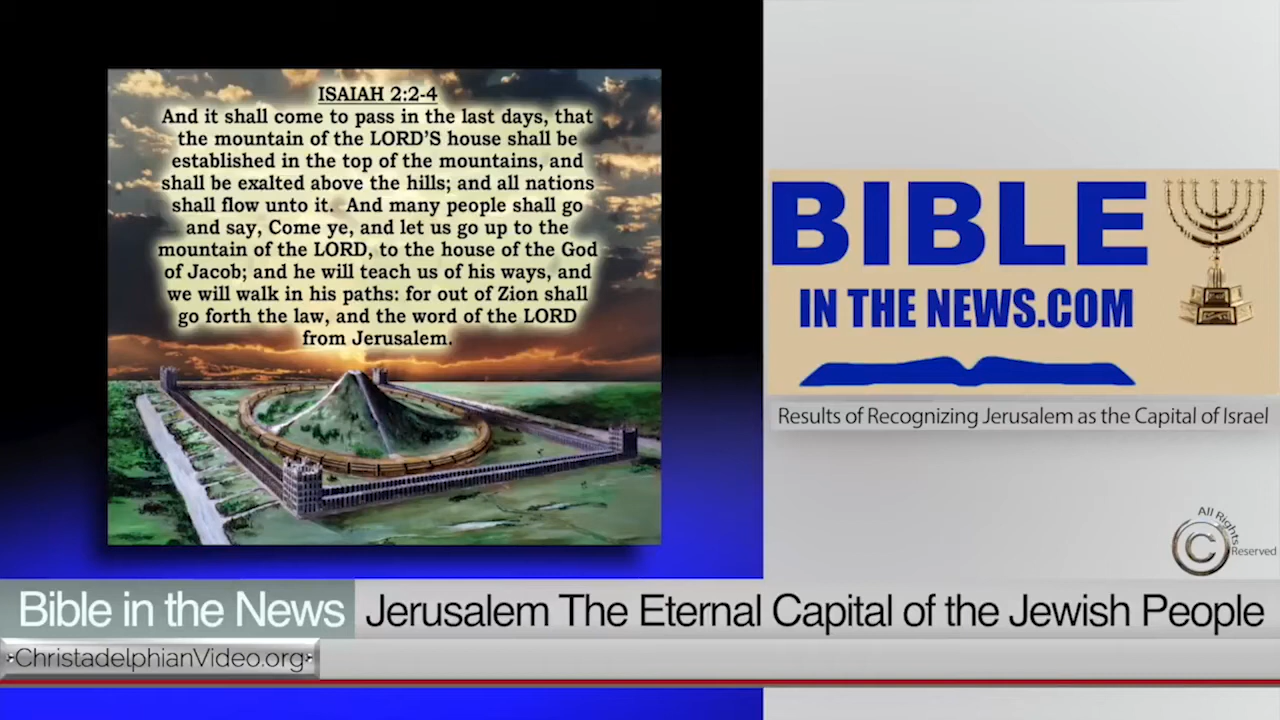 ISAIAH 2:2-4
And it shall come to pass in the last days, that
the mountain of the LORD'S house shall be
established in the top of the mountains, and
shall be exalted above the hills; and all nations
shall flow unto it. And many people shall go
and say, Come ye, and let us go up to the
mountain of the LORD, to the house of the God
of Jacob; and he will teach us of his ways, and
we will walk in his paths: for out of Zion shall
go forth the law, and the word of the LORD
from Jerusalem.
BIBLE
IN THE NEWS.COM
Results of Recognizing Jerusalem as the Capital of Israel
All Rights
Reserved
C
Bible in the News
Jerusalem The Eternal Capital of the Jewish People
ChristadelphianVideo.org